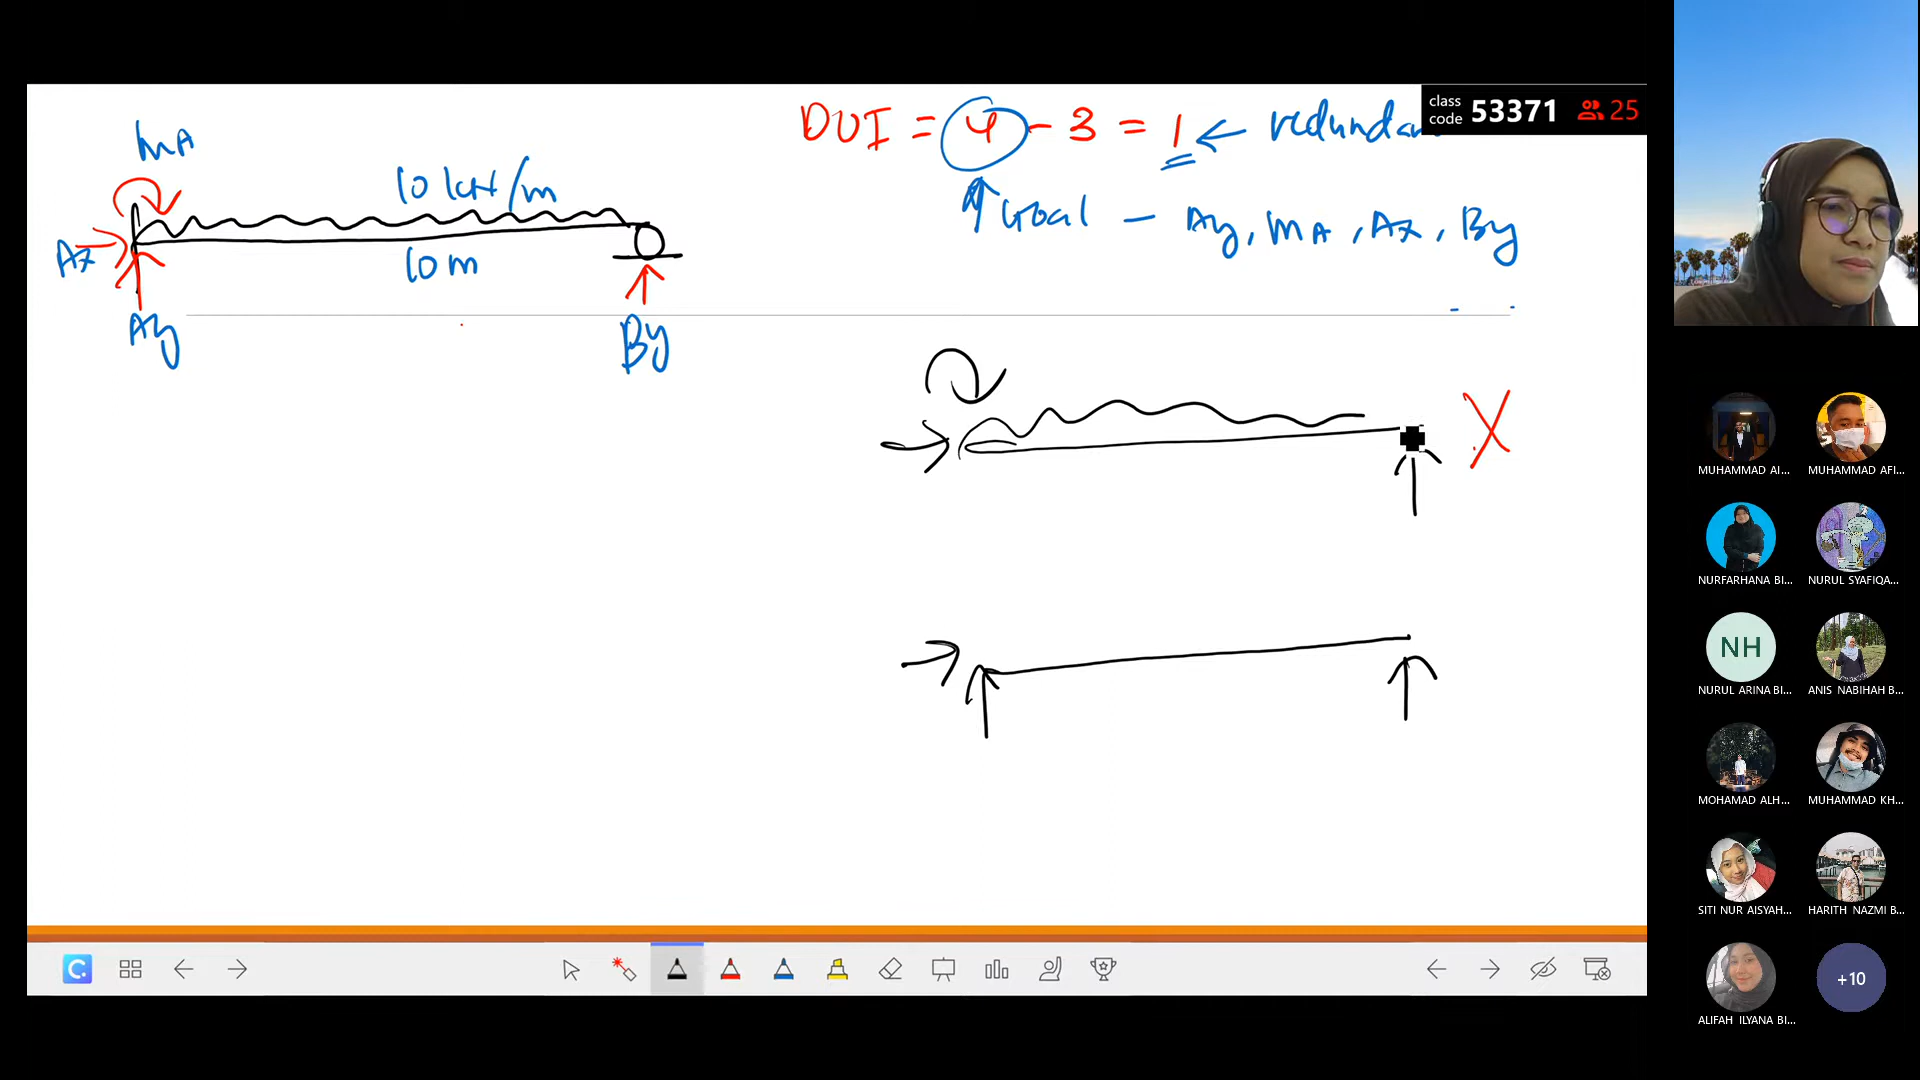 DOI = 4 - 3 = 1 ← redundan
class code 53371 25
MA
10 kN/m
Goal - Ay, MA, Ax, By
Ax
10 m
Ay
By
X
MUHAMMAD AI...
MUHAMMAD AFI...
NURFARHANA BI...
NURUL SYAFIQA...
NH
NURUL ARINA BI...
ANIS NABIHAH B...
MOHAMAD ALH...
MUHAMMAD KH...
SITI NUR AISYAH...
HARITH NAZMI B...
C
+10
ALIFAH ILYANA BI...